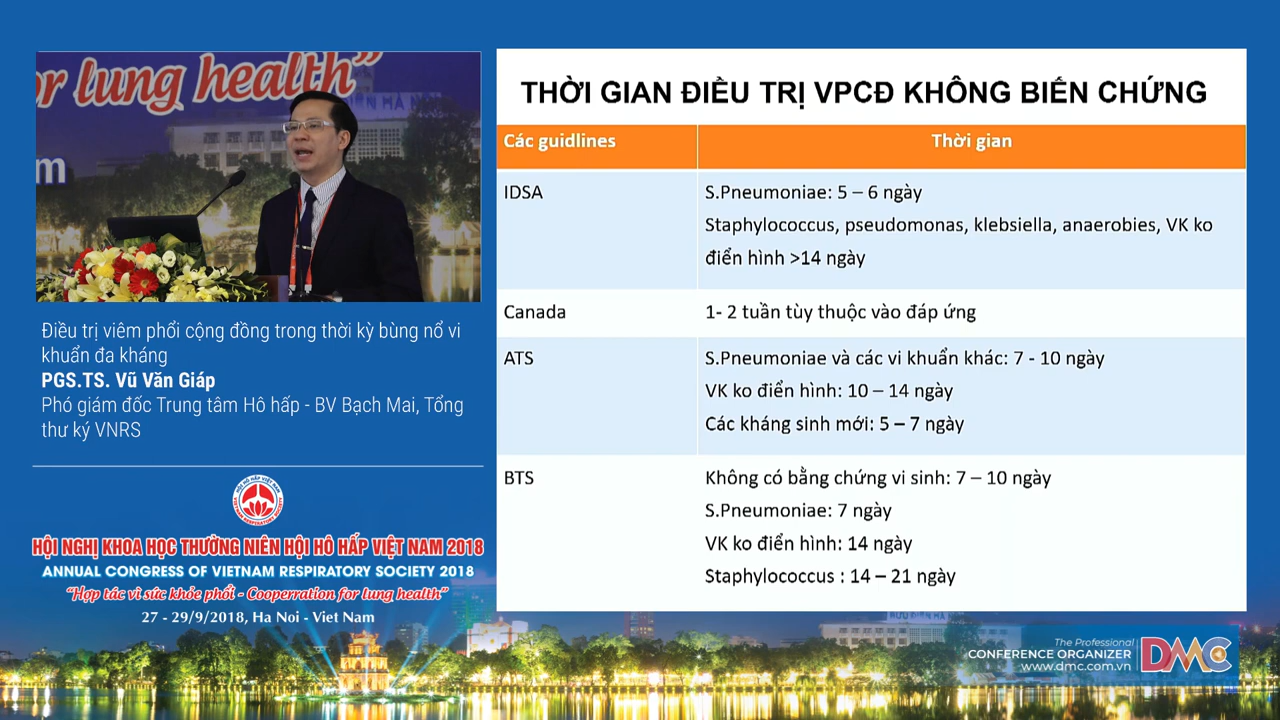 or lung health”
m
Điều trị viêm phổi cộng đồng trong thời kỳ bùng nổ vi
khuẩn đa kháng
PGS.TS. Vũ Văn Giáp
Phó giám đốc Trung tâm Hô hấp - BV Bạch Mai, Tổng
thư ký VNRS
HỘI NGHỊ KHOA HỌC THƯỜNG NIÊN HỘI HÔ HẤP VIỆT NAM 2018
ANNUAL CONGRESS OF VIETNAM RESPIRATORY SOCIETY 2018
“Hợp tác vì sức khỏe phổi - Cooperration for lung health”
27 - 29/9/2018, Ha Noi - Viet Nam
THỜI GIAN ĐIỀU TRỊ VPCĐ KHÔNG BIẾN CHỨNG
Các guidlines
Thời gian
IDSA
S.Pneumoniae: 5 – 6 ngày
Staphylococcus, pseudomonas, klebsiella, anaerobies, VK ko
điển hình >14 ngày
Canada
1- 2 tuần tùy thuộc vào đáp ứng
ATS
S.Pneumoniae và các vi khuẩn khác: 7 - 10 ngày
VK ko điển hình: 10 – 14 ngày
Các kháng sinh mới: 5 – 7 ngày
BTS
Không có bằng chứng vi sinh: 7 – 10 ngày
S.Pneumoniae: 7 ngày
VK ko điển hình: 14 ngày
Staphylococcus : 14 – 21 ngày
The Professional
CONFERENCE ORGANIZER
www.dmc.com.vn
DMC